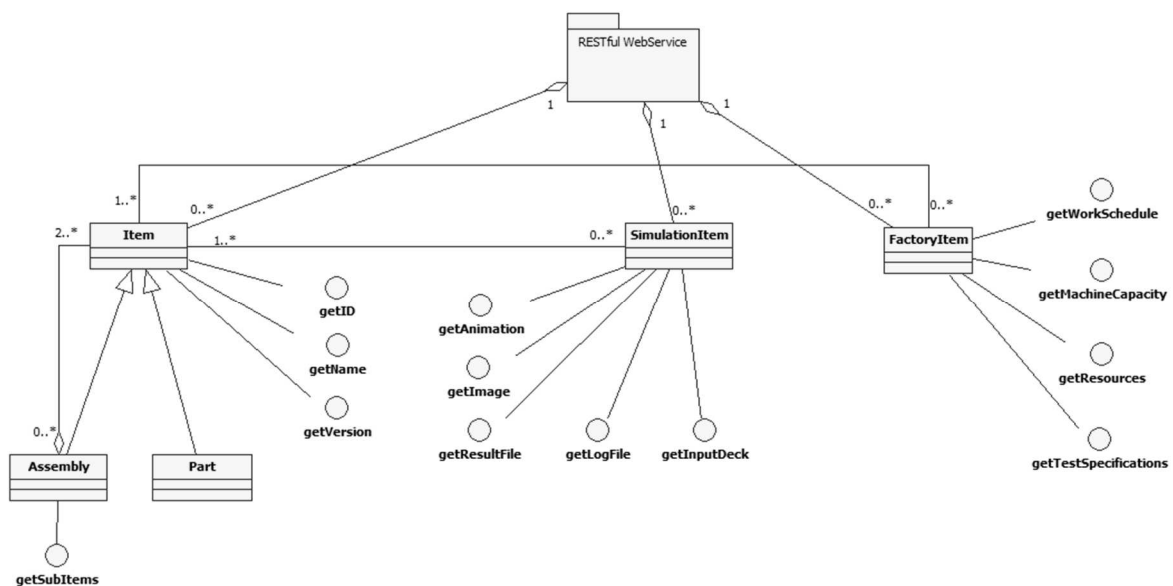 RESTful WebService
1
1
1
1..*
0..*
0..*
0..*
0..*
getWorkSchedule
2..*
Item
1..*
0..*
SimulationItem
FactoryItem
getMachineCapacity
getID
getAnimation
getName
getImage
getResources
getVersion
0..*
getResultFile
getLogFile
getInputDeck
getTestSpecifications
Assembly
Part
getSubItems